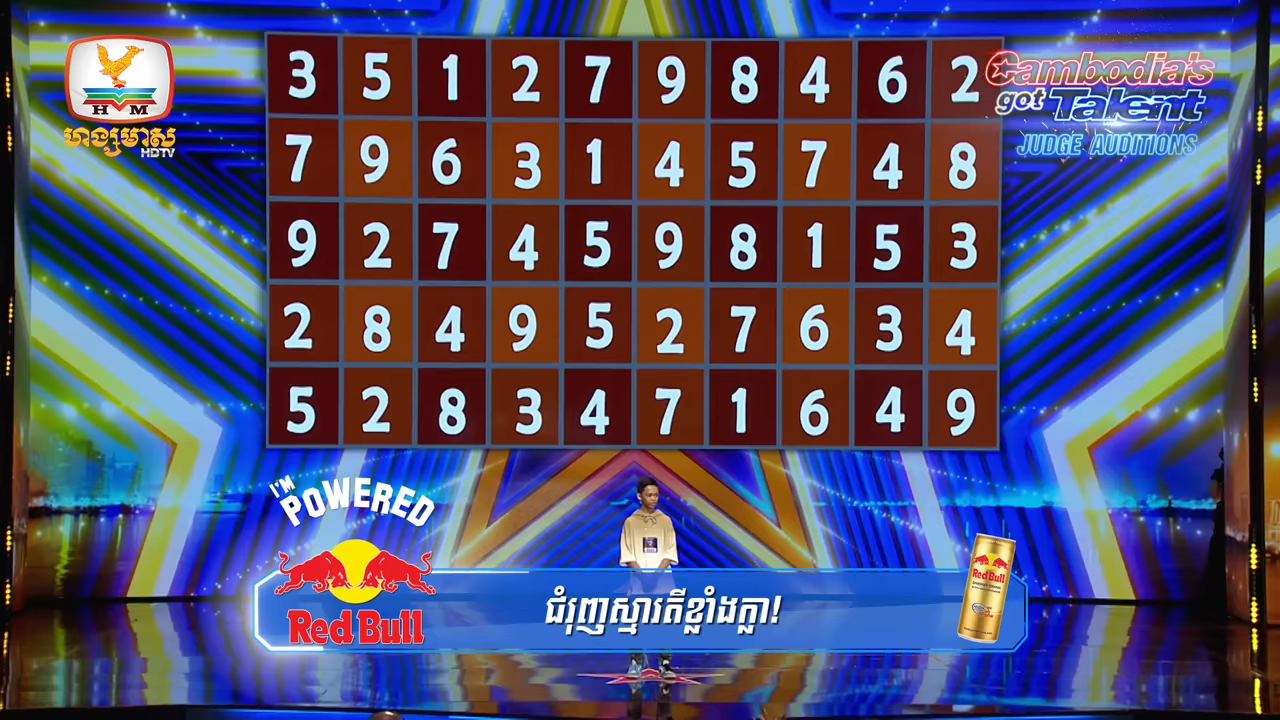 3 5 1 2 7 9 8 4 6 2
7 9 6 3 1 4 5 7 4 8
9 2 7 4 5 9 8 1 5 3
2 8 4 9 5 2 7 6 3 4
5 2 8 3 4 7 1 6 4 9
HM
ហង្សមាស
HDTV
Cambodia's
got Talent
JUDGE AUDITIONS
I'M
POWERED
Red Bull
ជំរុញស្មារតីខ្លាំងក្លា!
Red Bull